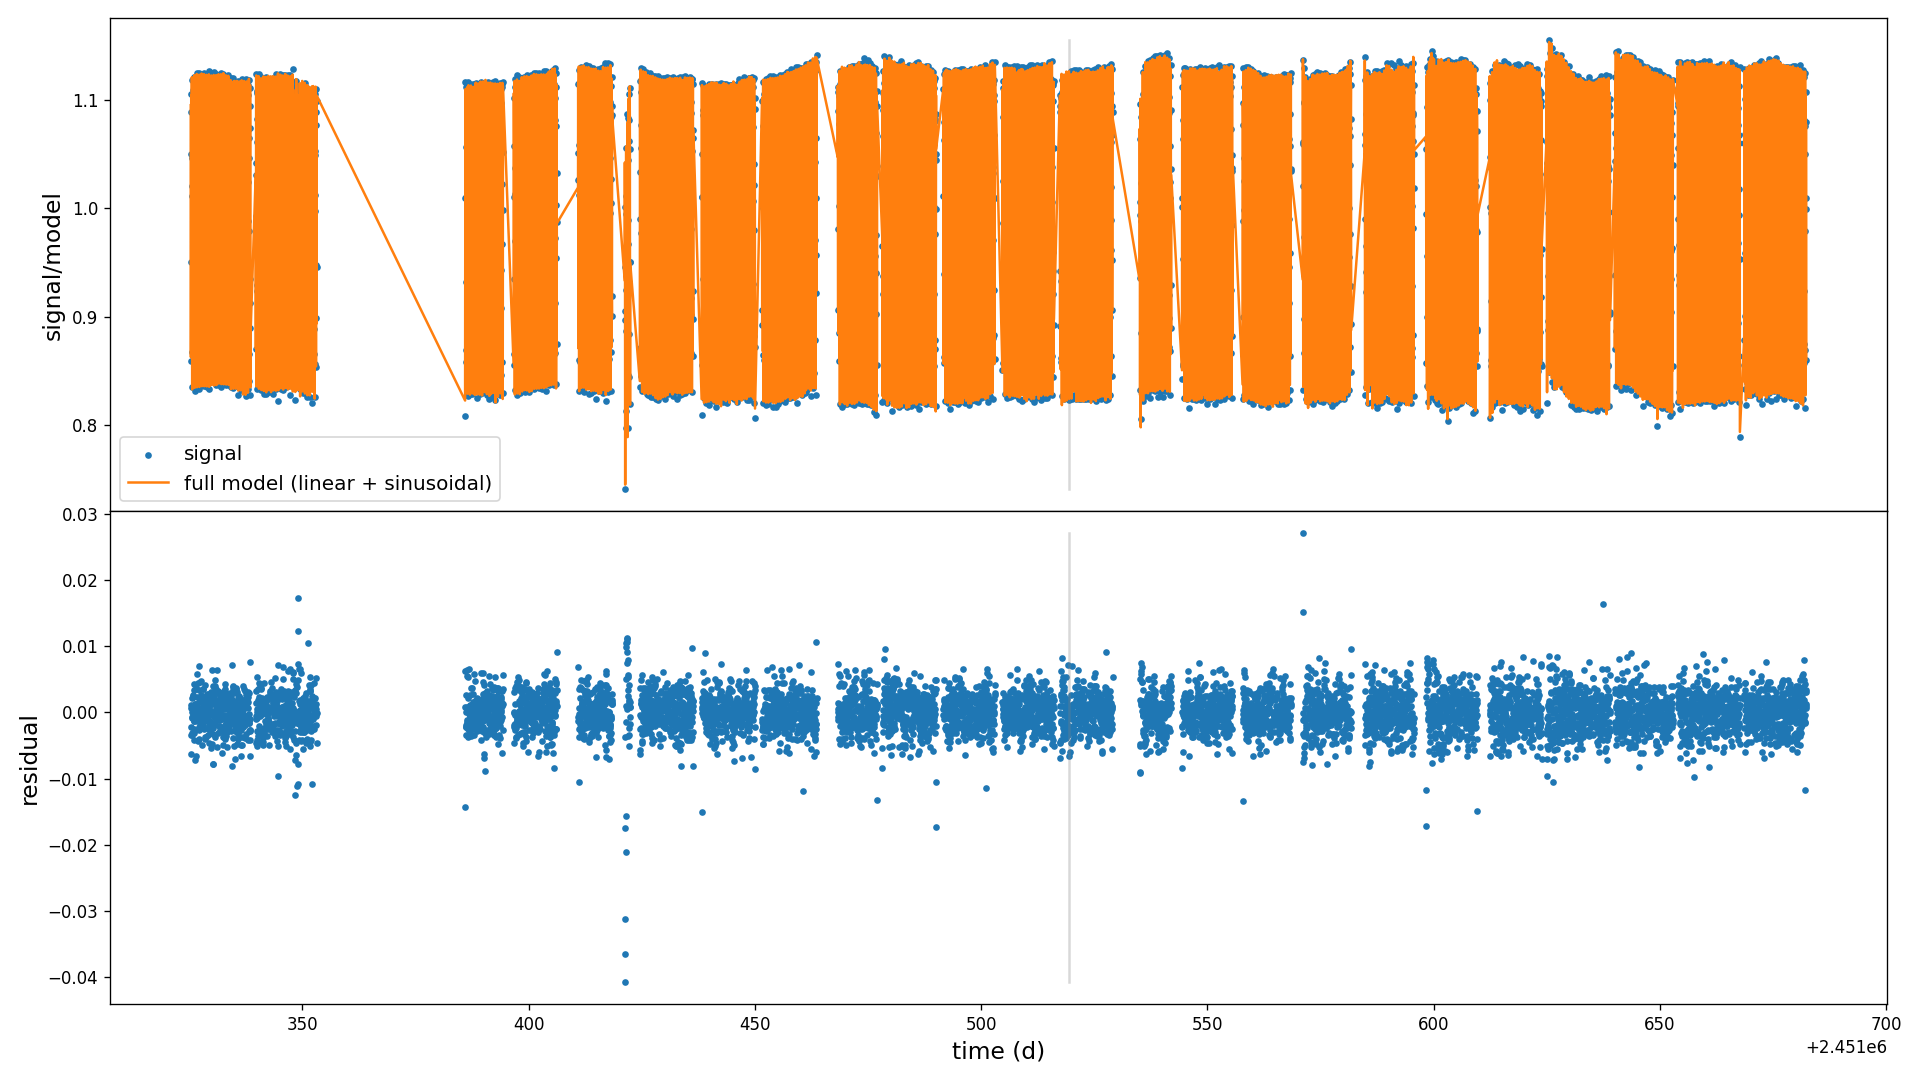 1.1
1.0
0.9
0.8
signal/model
signal
full model (linear + sinusoidal)
0.03
0.02
0.01
0.00
−0.01
−0.02
−0.03
−0.04
residual
350 400 450 500 550 600 650 700
time (d)
+2.451e6